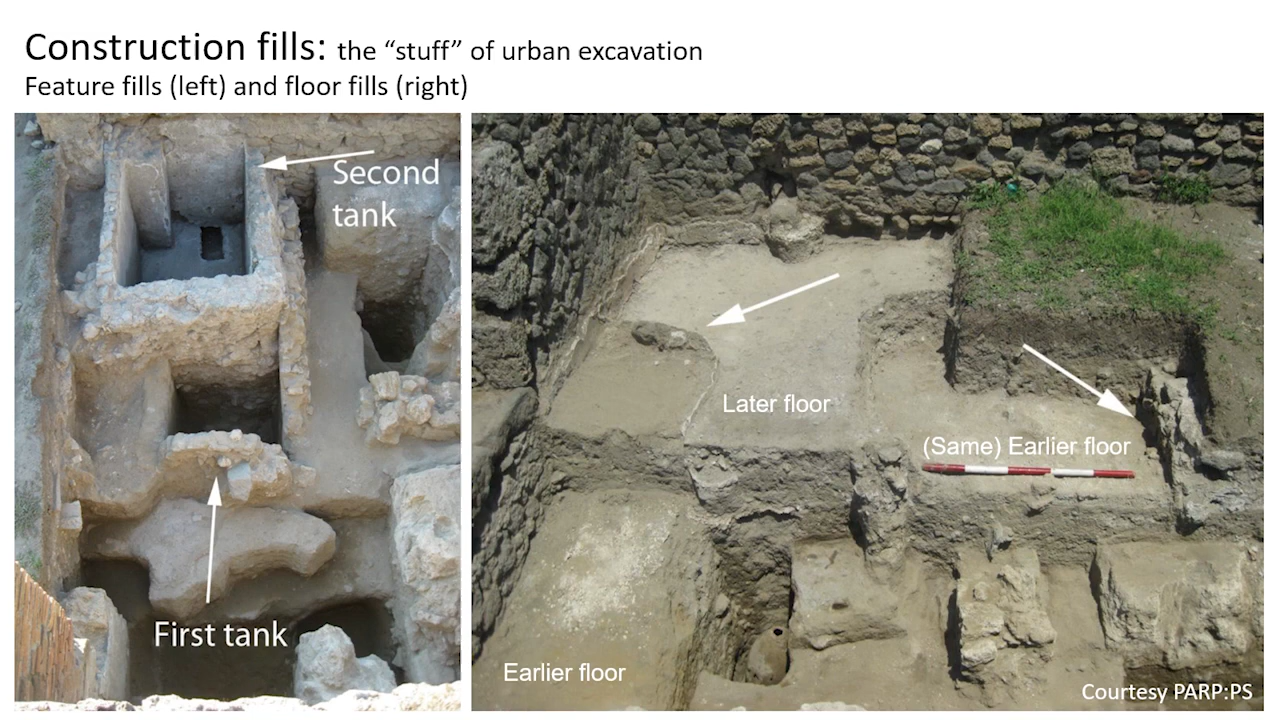 Construction fills: the “stuff” of urban excavation
Feature fills (left) and floor fills (right)
Second
tank
First tank
Later floor
(Same) Earlier floor
Earlier floor
Courtesy PARP:PS